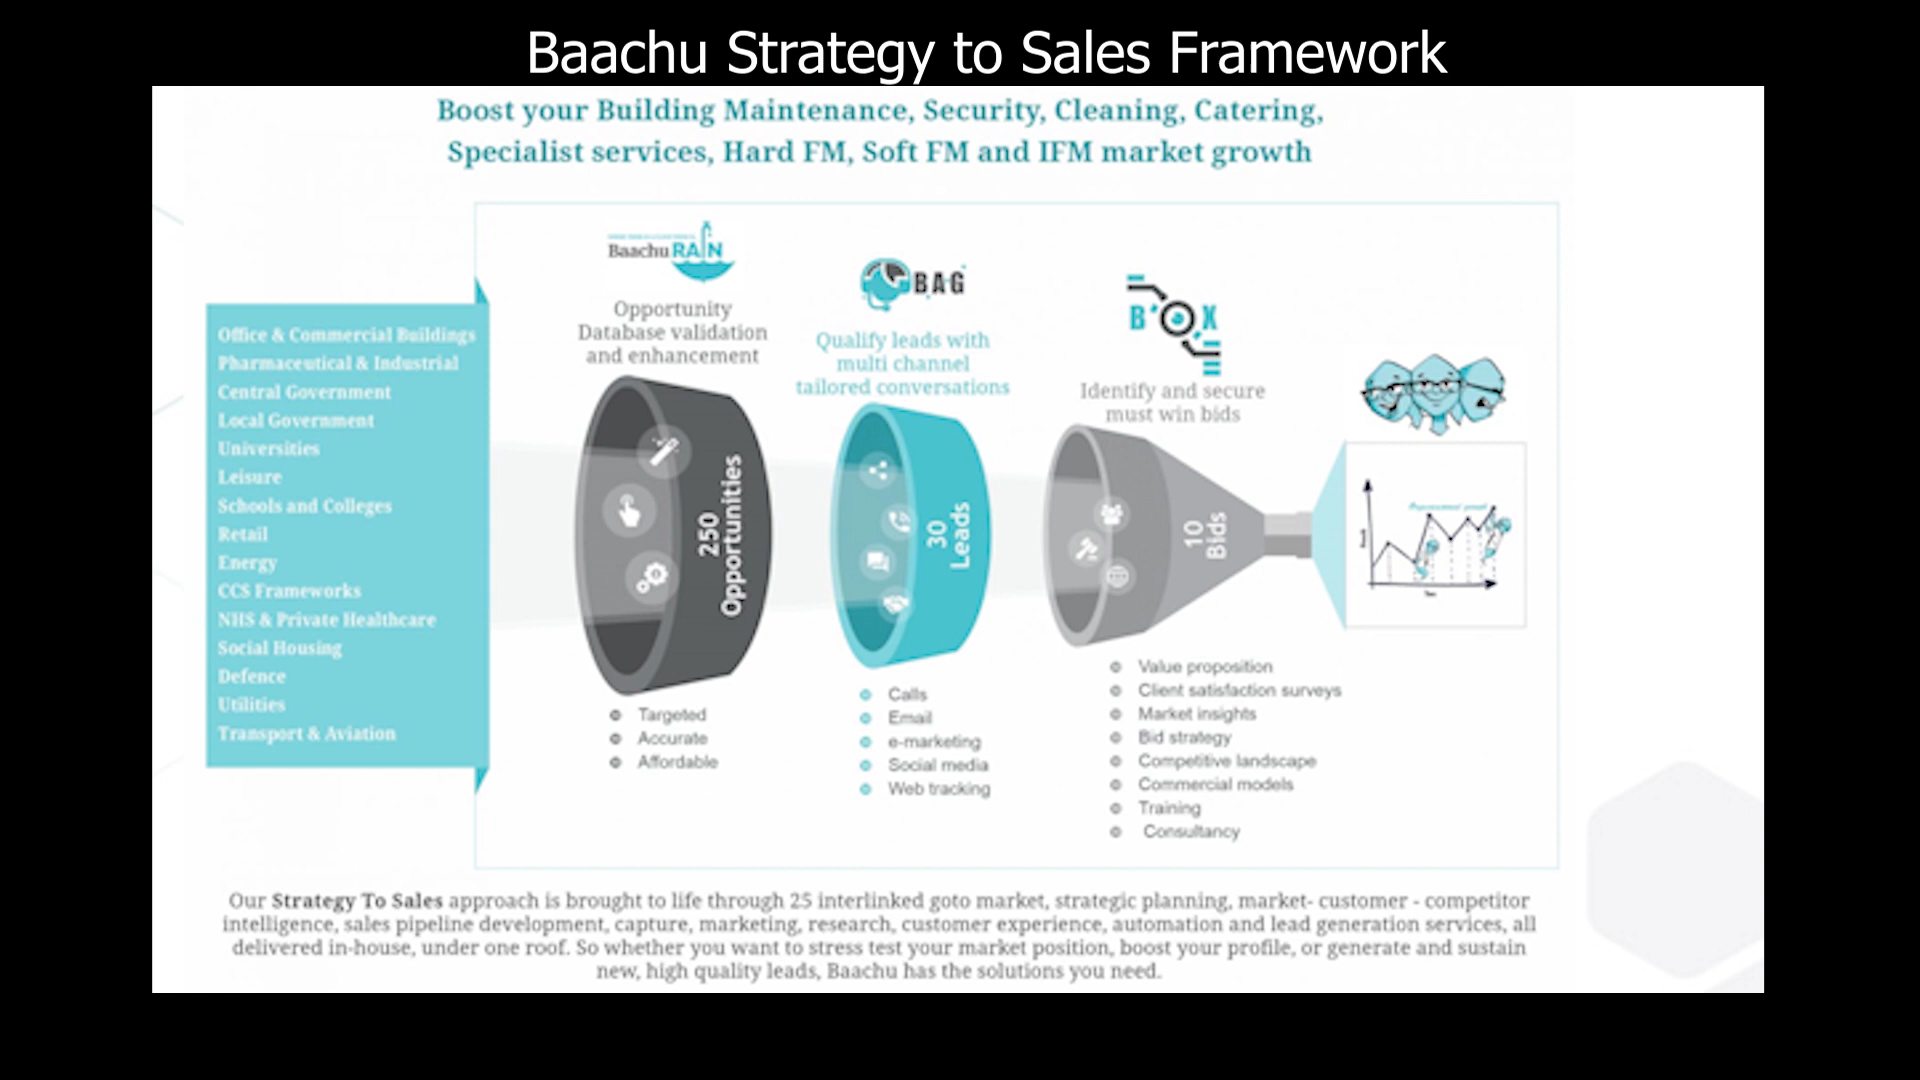 Baachu Strategy to Sales Framework
Boost your Building Maintenance, Security, Cleaning, Catering,
Specialist services, Hard FM, Soft FM and IFM market growth
Office & Commercial Buildings
Pharmaceutical & Industrial
Central Government
Local Government
Universities
Leisure
Schools and Colleges
Retail
Energy
CCS Frameworks
NHS & Private Healthcare
Social Housing
Defence
Utilities
Transport & Aviation
Baachu RAIN
Opportunity
Database validation
and enhancement
250
Opportunities
Targeted
Accurate
Affordable
BAG
Qualify leads with
multi channel
tailored conversations
30
Leads
Calls
Email
e-marketing
Social media
Web tracking
B'OX
Identify and secure
must win bids
10
Bids
Value proposition
Client satisfaction surveys
Market insights
Bid strategy
Competitive landscape
Commercial models
Training
Consultancy
Our Strategy To Sales approach is brought to life through 25 interlinked goto market, strategic planning, market- customer - competitor
intelligence, sales pipeline development, capture, marketing, research, customer experience, automation and lead generation services, all
delivered in-house, under one roof. So whether you want to stress test your market position, boost your profile, or generate and sustain
new, high quality leads, Baachu has the solutions you need.